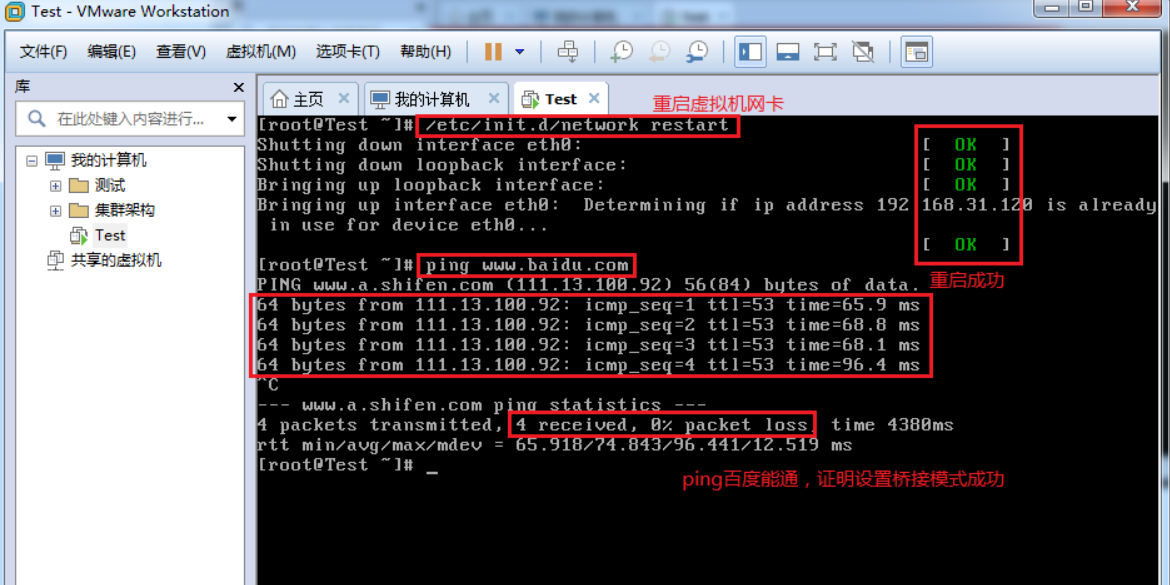 Test - VMware Workstation
文件(F) 编辑(E) 查看(V) 虚拟机(M) 选项卡(T) 帮助(H)
库
在此处键入内容进行...
我的计算机
测试
集群架构
Test
共享的虚拟机
主页 我的计算机 Test
重启虚拟机网卡
[root@Test ~]# /etc/init.d/network restart
Shutting down interface eth0: [ OK ]
Shutting down loopback interface: [ OK ]
Bringing up loopback interface: [ OK ]
Bringing up interface eth0: Determining if ip address 192.168.31.120 is already
in use for device eth0...
[ OK ]
[root@Test ~]# ping www.baidu.com
重启成功
PING www.a.shifen.com (111.13.100.92) 56(84) bytes of data.
64 bytes from 111.13.100.92: icmp_seq=1 ttl=53 time=65.9 ms
64 bytes from 111.13.100.92: icmp_seq=2 ttl=53 time=68.8 ms
64 bytes from 111.13.100.92: icmp_seq=3 ttl=53 time=68.1 ms
64 bytes from 111.13.100.92: icmp_seq=4 ttl=53 time=96.4 ms
^C
--- www.a.shifen.com ping statistics ---
4 packets transmitted, 4 received, 0% packet loss, time 4380ms
rtt min/avg/max/mdev = 65.918/74.843/96.441/12.519 ms
[root@Test ~]# _
ping百度能通，证明设置桥接模式成功